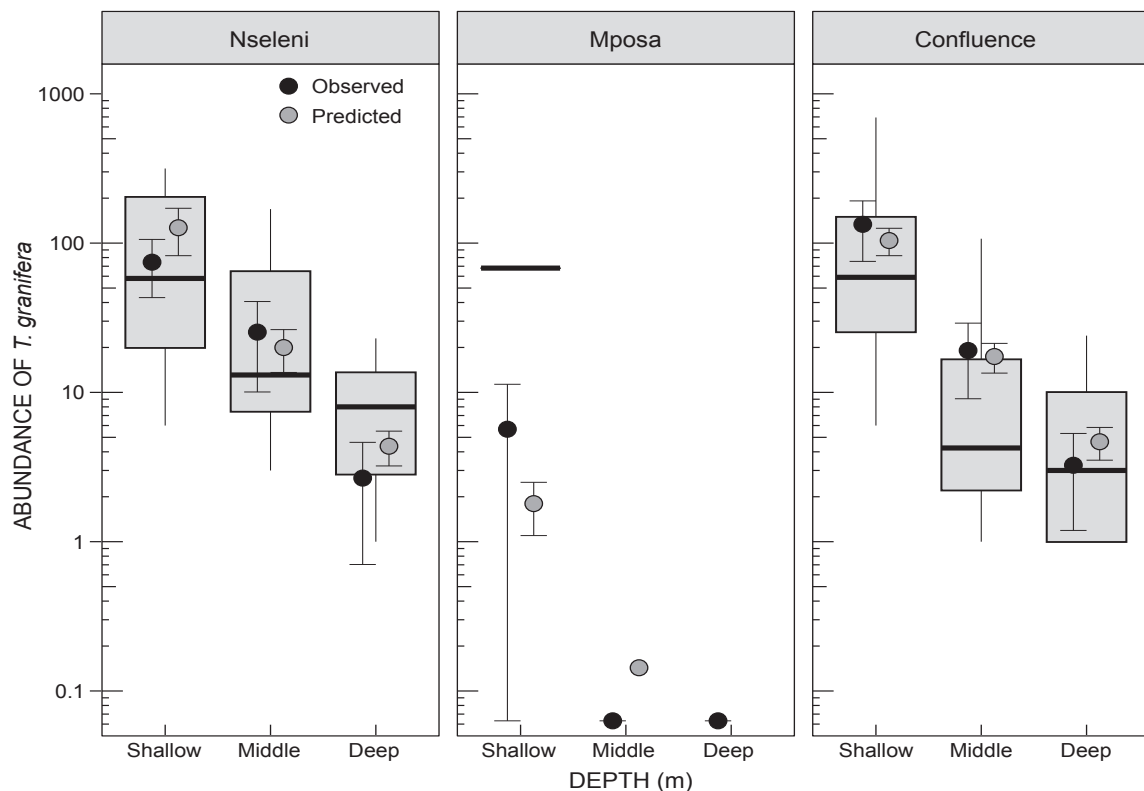 Nseleni
Mposa
Confluence
Observed
Predicted
ABUNDANCE OF T. granifera
1000
100
10
1
0.1
Shallow Middle Deep
Shallow Middle Deep
Shallow Middle Deep
DEPTH (m)